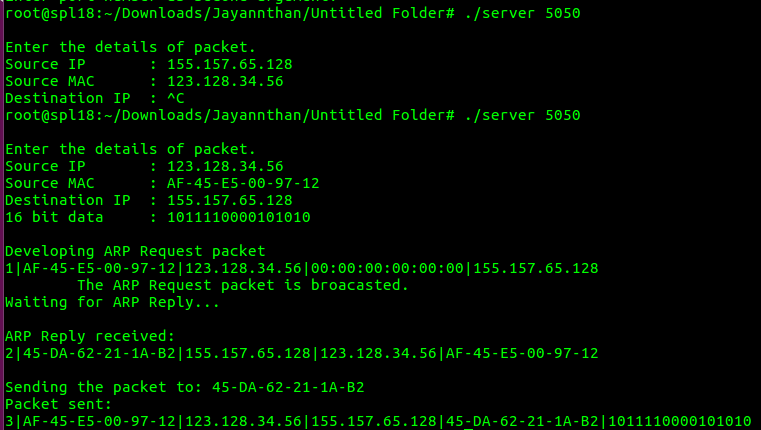 root@spl18:~/Downloads/Jayannthan/Untitled Folder# ./server 5050
Enter the details of packet.
Source IP       : 155.157.65.128
Source MAC      : 123.128.34.56
Destination IP  : ^C
root@spl18:~/Downloads/Jayannthan/Untitled Folder# ./server 5050
Enter the details of packet.
Source IP       : 123.128.34.56
Source MAC      : AF-45-E5-00-97-12
Destination IP  : 155.157.65.128
16 bit data     : 1011110000101010
Developing ARP Request packet
1|AF-45-E5-00-97-12|123.128.34.56|00:00:00:00:00:00|155.157.65.128
        The ARP Request packet is broacasted.
Waiting for ARP Reply...
ARP Reply received:
2|45-DA-62-21-1A-B2|155.157.65.128|123.128.34.56|AF-45-E5-00-97-12
Sending the packet to: 45-DA-62-21-1A-B2
Packet sent:
3|AF-45-E5-00-97-12|123.128.34.56|155.157.65.128|45-DA-62-21-1A-B2|1011110000101010